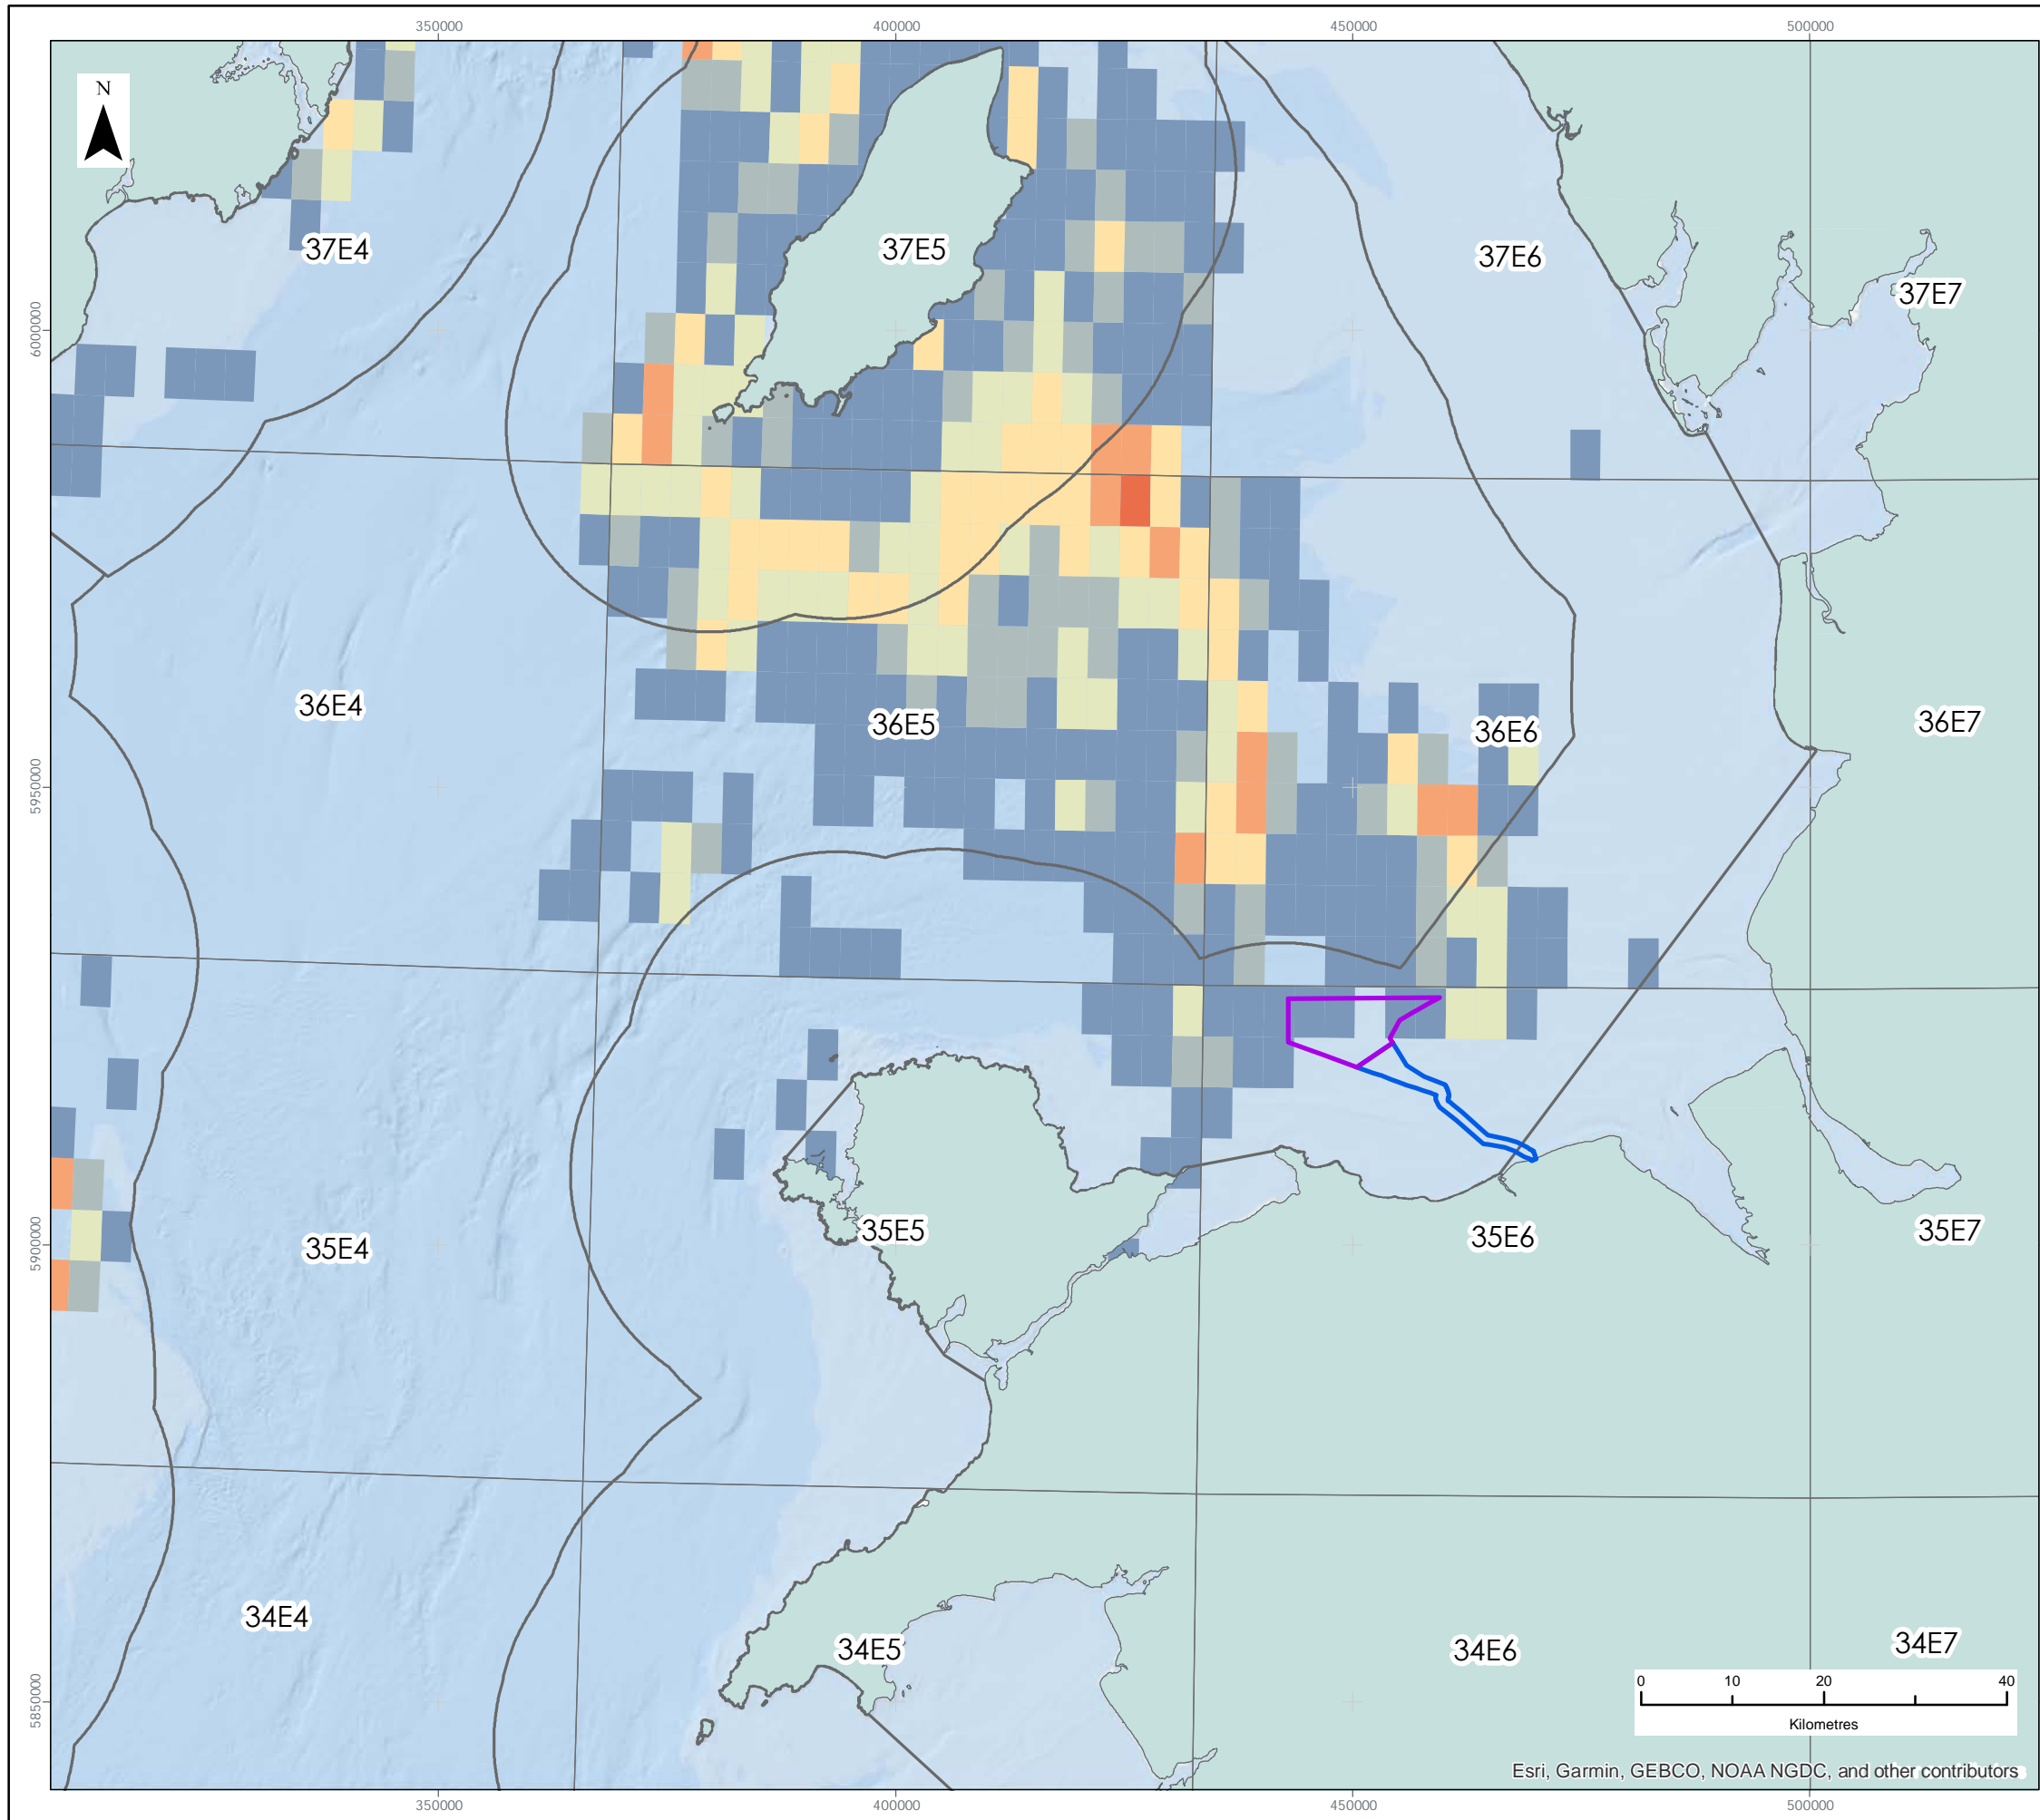 350000 400000 450000 500000
N
37E4 37E5 37E6 37E7
6000000
36E4 36E5 36E6 36E7
5950000
35E4 35E5 35E6 35E7
5900000
34E4 34E5 34E6 34E7
5850000
0 10 20 40
Kilometres
Esri, Garmin, GEBCO, NOAA NGDC, and other contributors
350000 400000 450000 500000